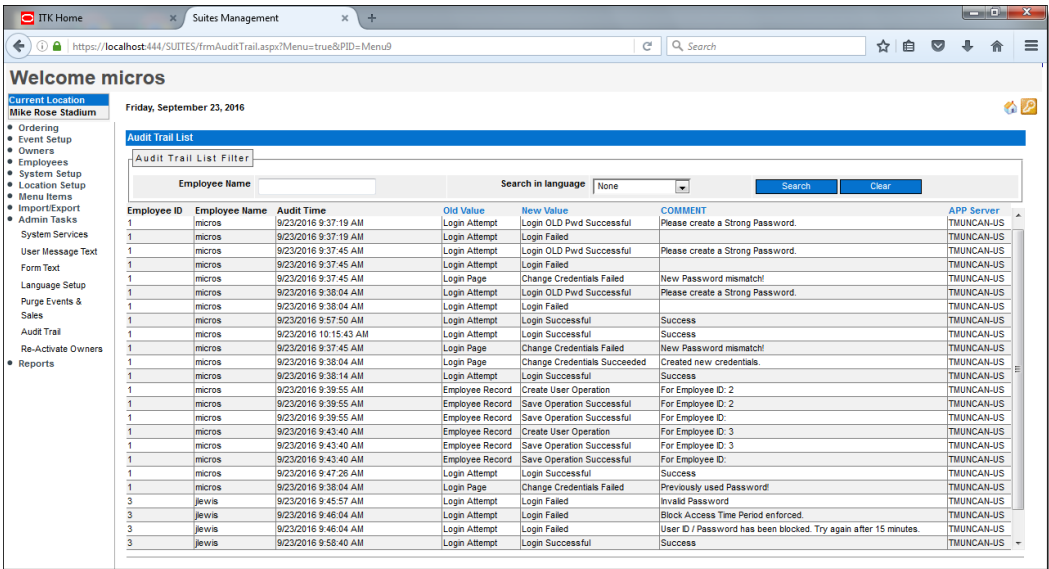 ITK Home
Suites Management
https://localhost:444/SUITES/frmAuditTrail.aspx?Menu=true&PID=Menu9
Search
Welcome micros
Current Location
Mike Rose Stadium
Friday, September 23, 2016
Ordering
Event Setup
Owners
Employees
System Setup
Location Setup
Menu Items
Import/Export
Admin Tasks
System Services
User Message Text
Form Text
Language Setup
Purge Events &
Sales
Audit Trail
Re-Activate Owners
Reports
Audit Trail List
Audit Trail List Filter
Employee Name Search in language None Search Clear
Employee ID Employee Name Audit Time Old Value New Value COMMENT APP Server
1 micros 9/23/2016 9:37:19 AM Login Attempt Login OLD Pwd Successful Please create a Strong Password. TMUNCAN-US
1 micros 9/23/2016 9:37:19 AM Login Attempt Login Failed TMUNCAN-US
1 micros 9/23/2016 9:37:45 AM Login Attempt Login OLD Pwd Successful Please create a Strong Password. TMUNCAN-US
1 micros 9/23/2016 9:37:45 AM Login Attempt Login Failed TMUNCAN-US
1 micros 9/23/2016 9:37:45 AM Login Page Change Credentials Failed New Password mismatch! TMUNCAN-US
1 micros 9/23/2016 9:38:04 AM Login Attempt Login OLD Pwd Successful Please create a Strong Password. TMUNCAN-US
1 micros 9/23/2016 9:38:04 AM Login Attempt Login Failed TMUNCAN-US
1 micros 9/23/2016 9:57:50 AM Login Attempt Login Successful Success TMUNCAN-US
1 micros 9/23/2016 10:15:43 AM Login Attempt Login Successful Success TMUNCAN-US
1 micros 9/23/2016 9:37:45 AM Login Page Change Credentials Failed New Password mismatch! TMUNCAN-US
1 micros 9/23/2016 9:38:04 AM Login Page Change Credentials Succeeded Created new credentials. TMUNCAN-US
1 micros 9/23/2016 9:38:14 AM Login Attempt Login Successful Success TMUNCAN-US
1 micros 9/23/2016 9:39:55 AM Employee Record Create User Operation For Employee ID: 2 TMUNCAN-US
1 micros 9/23/2016 9:39:55 AM Employee Record Save Operation Successful For Employee ID: 2 TMUNCAN-US
1 micros 9/23/2016 9:39:55 AM Employee Record Save Operation Successful For Employee ID: TMUNCAN-US
1 micros 9/23/2016 9:43:40 AM Employee Record Create User Operation For Employee ID: 3 TMUNCAN-US
1 micros 9/23/2016 9:43:40 AM Employee Record Save Operation Successful For Employee ID: 3 TMUNCAN-US
1 micros 9/23/2016 9:43:40 AM Employee Record Save Operation Successful For Employee ID: TMUNCAN-US
1 micros 9/23/2016 9:47:26 AM Login Attempt Login Successful Success TMUNCAN-US
1 micros 9/23/2016 9:38:04 AM Login Page Change Credentials Failed Previously used Password! TMUNCAN-US
3 jlewis 9/23/2016 9:45:57 AM Login Attempt Login Failed Invalid Password TMUNCAN-US
3 jlewis 9/23/2016 9:46:04 AM Login Attempt Login Failed Block Access Time Period enforced. TMUNCAN-US
3 jlewis 9/23/2016 9:46:04 AM Login Attempt Login Failed User ID / Password has been blocked. Try again after 15 minutes. TMUNCAN-US
3 jlewis 9/23/2016 9:58:40 AM Login Attempt Login Successful Success TMUNCAN-US